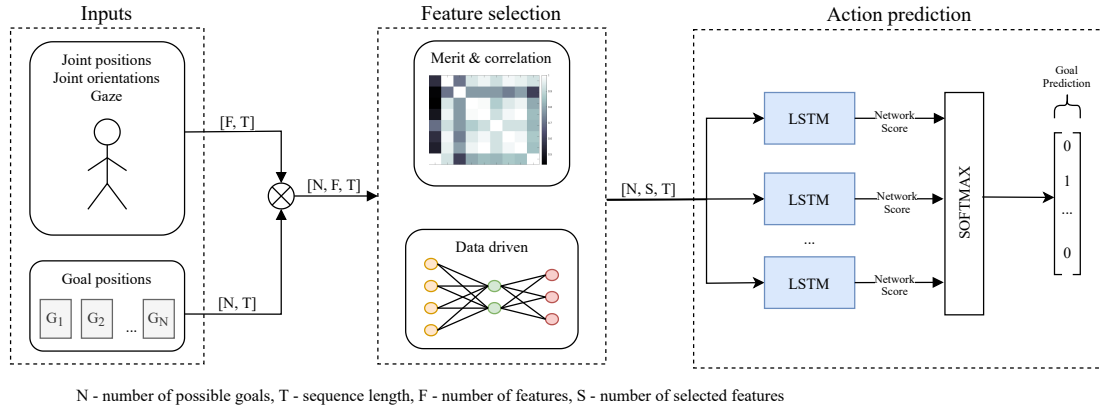 Inputs
Feature selection
Action prediction
Joint positions
Joint orientations
Gaze
[F, T]
Goal positions
G1 G2 ... GN
[N, T]
[N, F, T]
Merit & correlation
Data driven
[N, S, T]
LSTM
Network
Score
LSTM
Network
Score
...
LSTM
Network
Score
SOFTMAX
Goal
Prediction
0
1
...
0
N - number of possible goals, T - sequence length, F - number of features, S - number of selected features